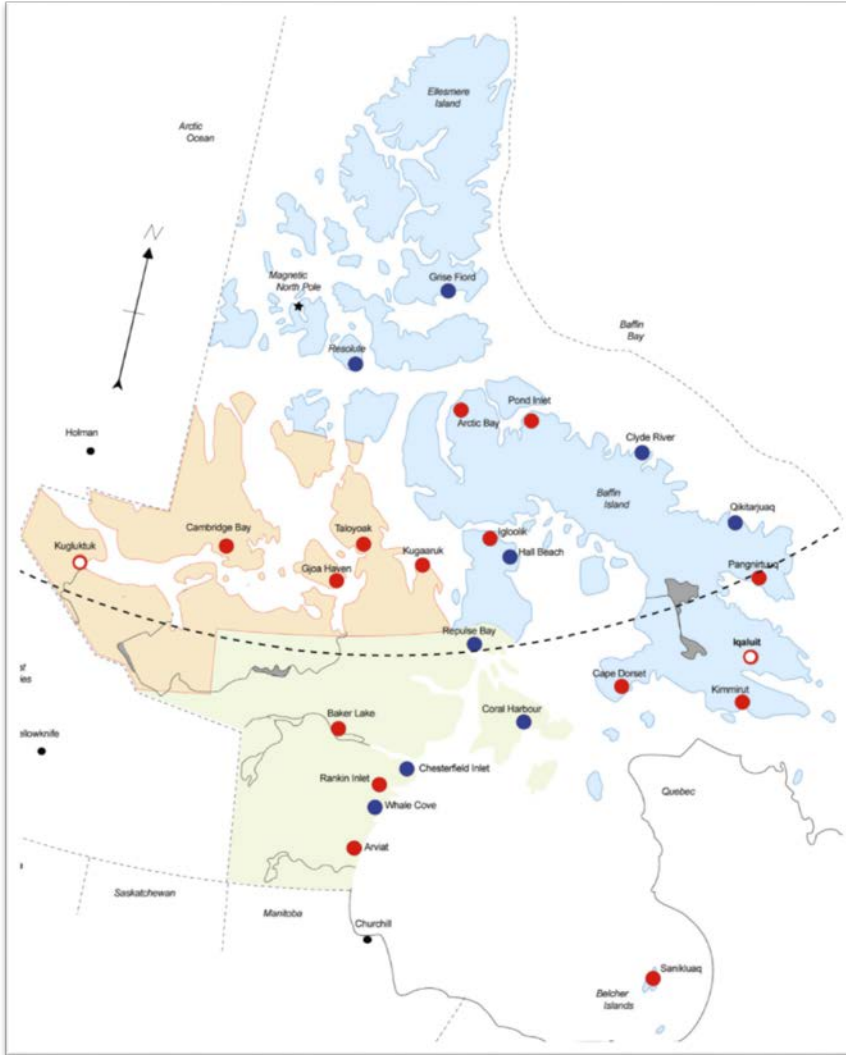 Ellesmere
Island
Arctic
Ocean
N
Magnetic
North Pole
Grise Fiord
Baffin
Bay
Resolute
Pond Inlet
Arctic Bay
Holman
Clyde River
Baffin
Island
Qikitarjuaq
Cambridge Bay
Taloyoak
Igloolik
Kugluktuk
Kugaaruk
Hall Beach
Gjoa Haven
Pangnirtuuq
Repulse Bay
Iqaluit
Cape Dorset
Kimmirut
Baker Lake
Coral Harbour
ellowknife
Chesterfield Inlet
Rankin Inlet
Quebec
Whale Cove
Arviat
Saskatchewan
Manitoba
Churchill
Sanikluaq
Belcher
Islands